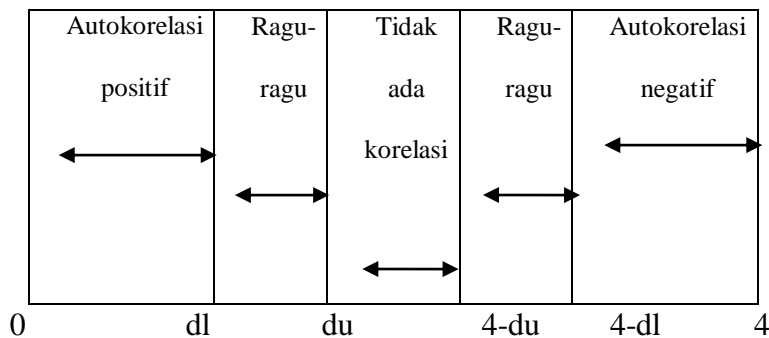 Autokorelasi
positif
Ragu-
ragu
Tidak
ada
korelasi
Ragu-
ragu
Autokorelasi
negatif
0 dl du 4-du 4-dl 4